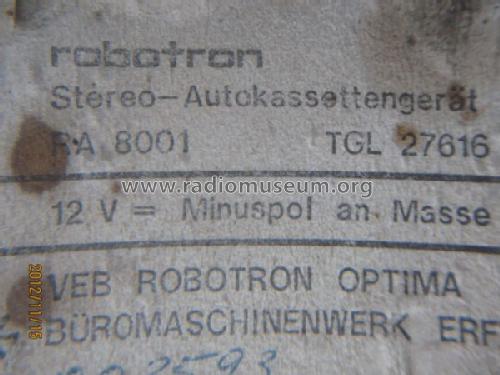 robotron
Stereo-Autokassettengerät
RA 8001 TGL 27616
www.radiomuseum.org
12 V = Minuspol an Masse
VEB ROBOTRON OPTIMA
BÜROMASCHINENWERK ERF
2012/11/15